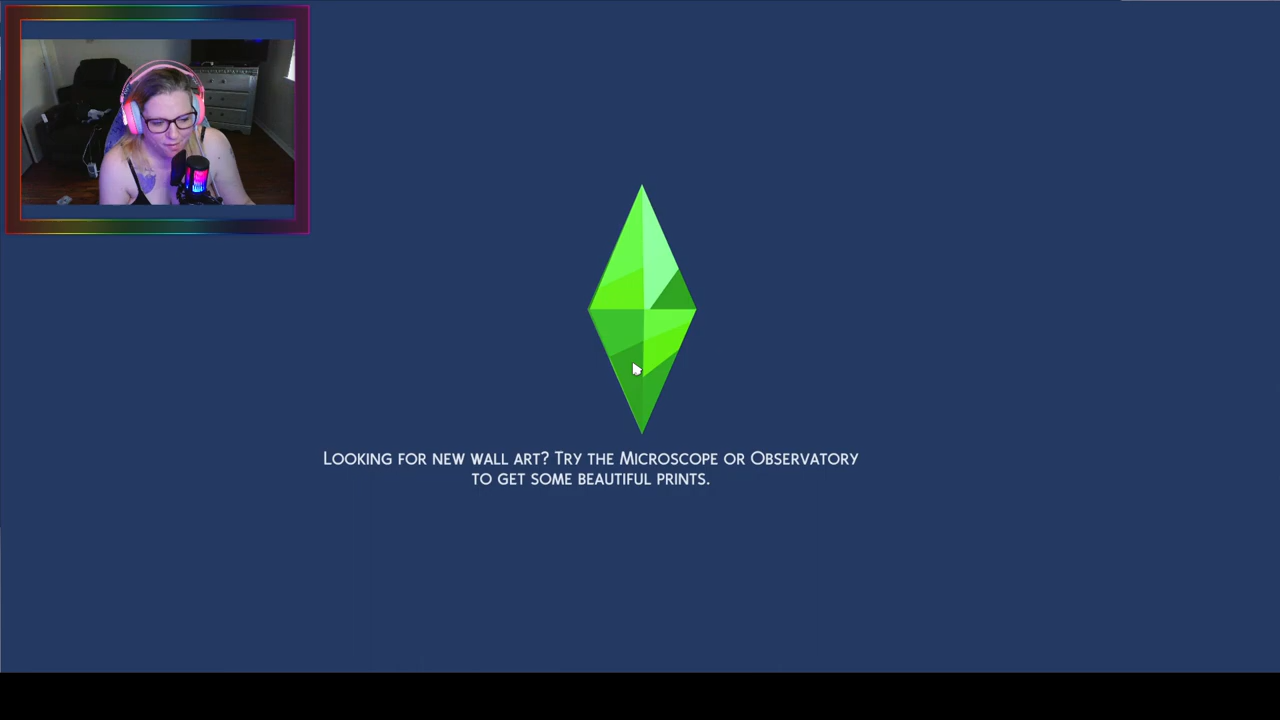 Looking for new wall art? Try the Microscope or Observatory
to get some beautiful prints.